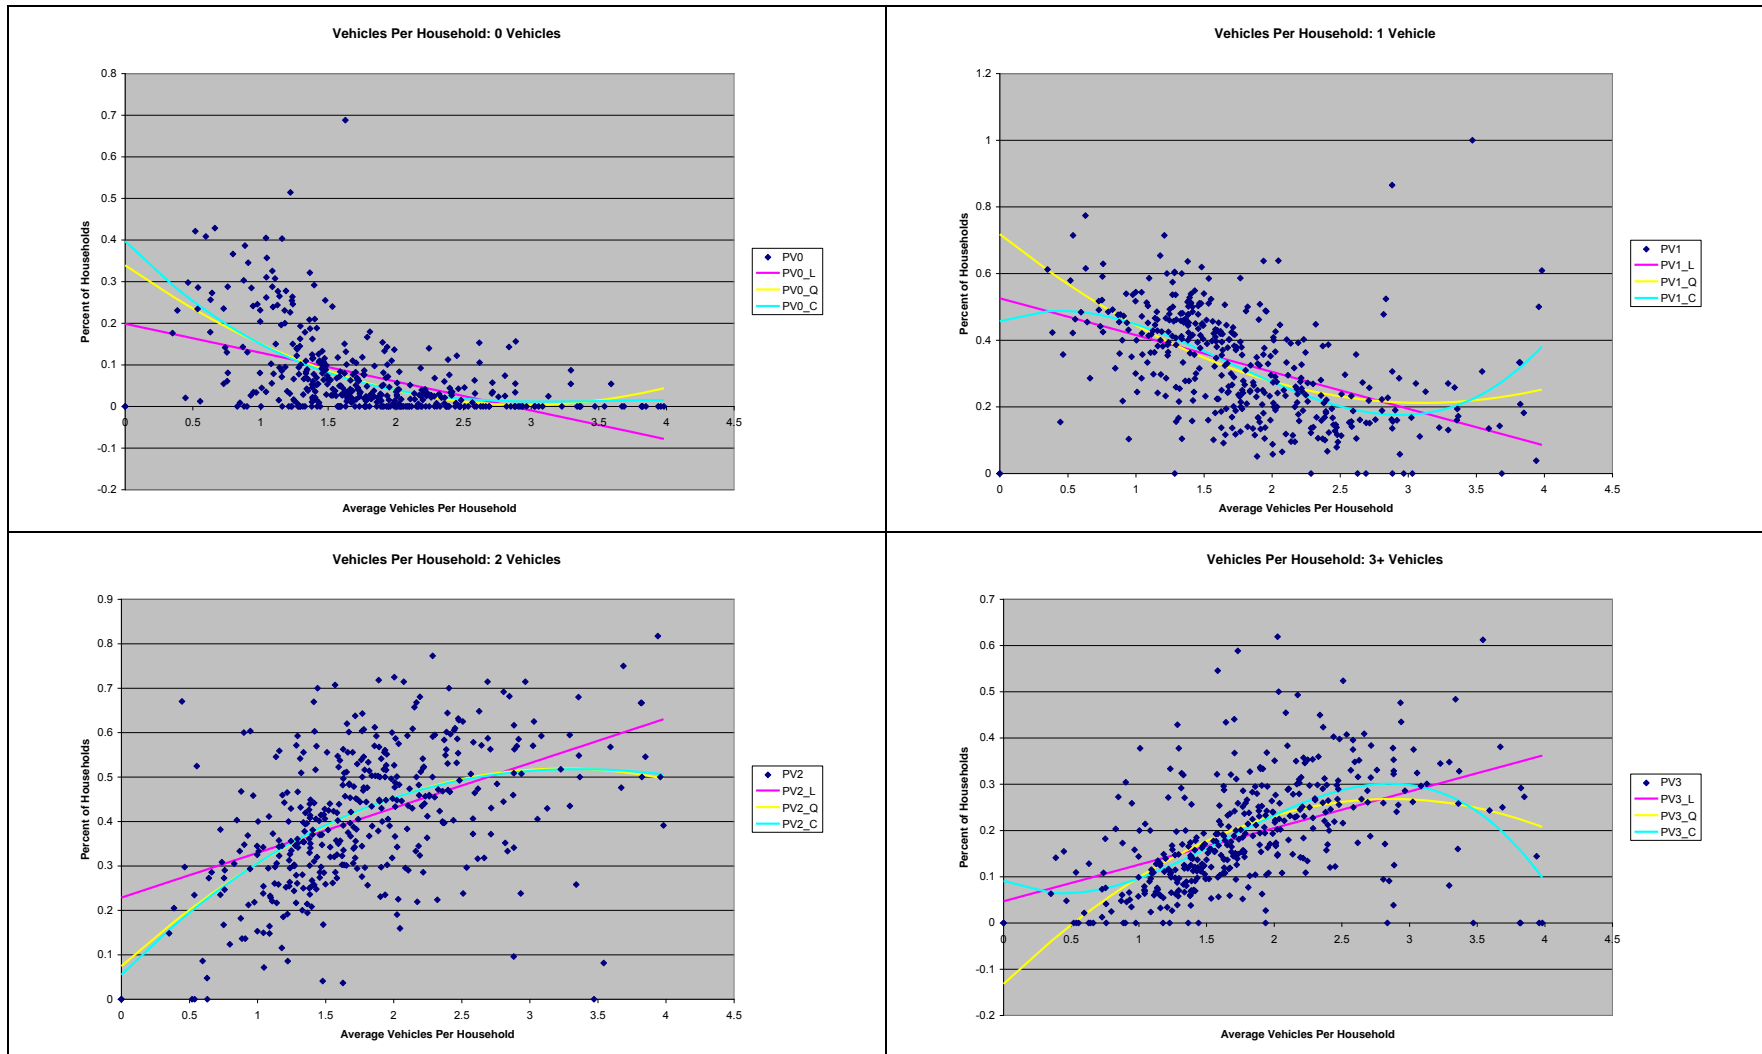 Vehicles Per Household: 0 Vehicles
Percent of Households
0.8
0.7
0.6
0.5
0.4
0.3
0.2
0.1
0
-0.1
-0.2
0 0.5 1 1.5 2 2.5 3 3.5 4 4.5
Average Vehicles Per Household
PV0
PV0_L
PV0_Q
PV0_C
Vehicles Per Household: 1 Vehicle
Percent of Households
1.2
1
0.8
0.6
0.4
0.2
0
0 0.5 1 1.5 2 2.5 3 3.5 4 4.5
Average Vehicles Per Household
PV1
PV1_L
PV1_Q
PV1_C
Vehicles Per Household: 2 Vehicles
Percent of Households
0.9
0.8
0.7
0.6
0.5
0.4
0.3
0.2
0.1
0
0 0.5 1 1.5 2 2.5 3 3.5 4 4.5
Average Vehicles Per Household
PV2
PV2_L
PV2_Q
PV2_C
Vehicles Per Household: 3+ Vehicles
Percent of Households
0.7
0.6
0.5
0.4
0.3
0.2
0.1
0
-0.1
-0.2
0 0.5 1 1.5 2 2.5 3 3.5 4 4.5
Average Vehicles Per Household
PV3
PV3_L
PV3_Q
PV3_C